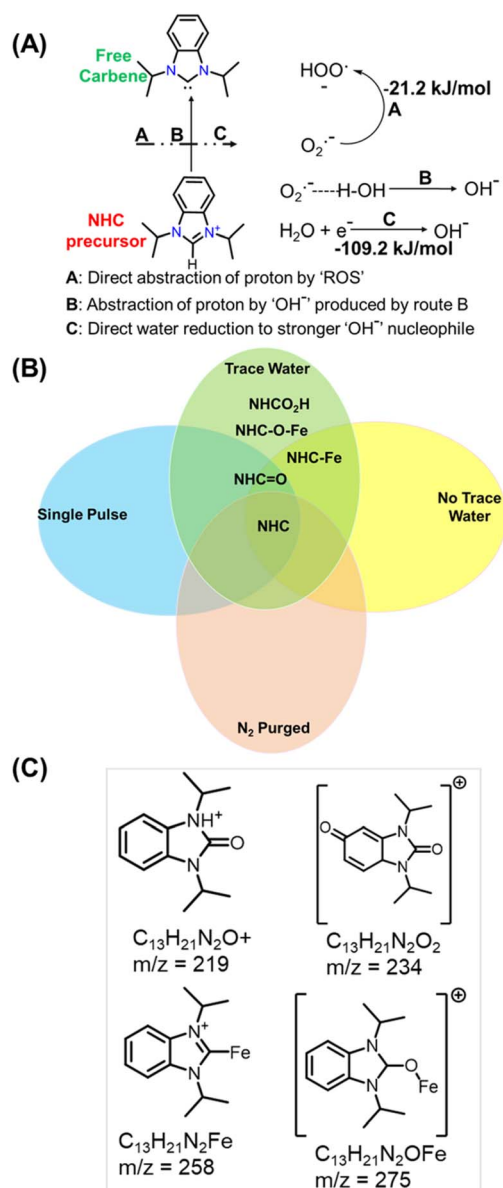 (A)
Free
Carbene
N
N
A B C
NHC
precursor
N
N+
H
HOO·
-
-21.2 kJ/mol
A
O₂·⁻
O₂·⁻-----H-OH B OH⁻
H₂O + e⁻ C OH⁻
-109.2 kJ/mol
A: Direct abstraction of proton by 'ROS'
B: Abstraction of proton by 'OH⁻' produced by route B
C: Direct water reduction to stronger 'OH⁻' nucleophile
(B)
Trace Water
NHCO₂H
NHC-O-Fe
NHC-Fe
NHC=O
Single Pulse
No Trace
Water
NHC
N₂ Purged
(C)
NH⁺
O
N
C₁₃H₂₁N₂O+
m/z = 219
⊕
O
N
O
N
C₁₃H₂₁N₂O₂
m/z = 234
N⁺
Fe
N
C₁₃H₂₁N₂Fe
m/z = 258
⊕
N
O
Fe
N
C₁₃H₂₁N₂OFe
m/z = 275